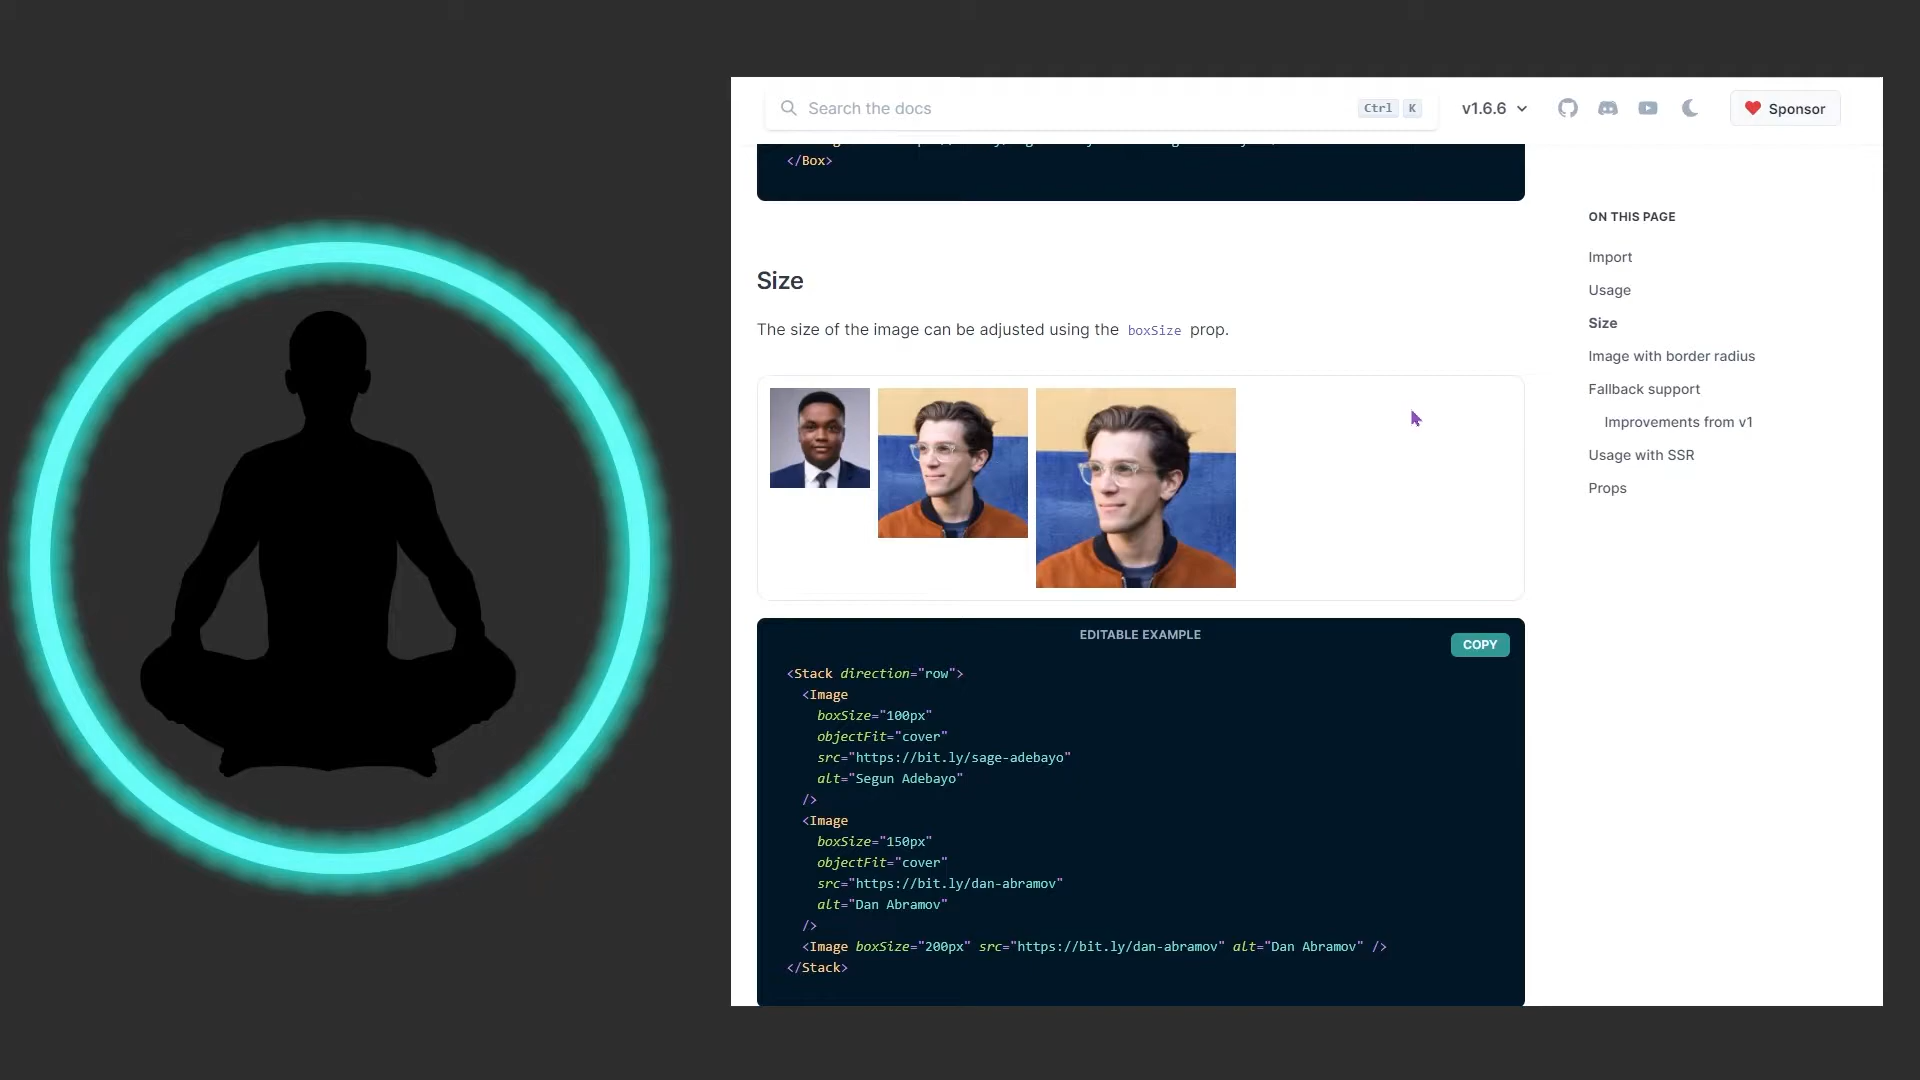 Search the docs
Ctrl K
v1.6.6
Sponsor
</Box>
Size
The size of the image can be adjusted using the boxSize prop.
EDITABLE EXAMPLE
COPY
<Stack direction="row">
<Image
boxSize="100px"
objectFit="cover"
src="https://bit.ly/sage-adebayo"
alt="Segun Adebayo"
/>
<Image
boxSize="150px"
objectFit="cover"
src="https://bit.ly/dan-abramov"
alt="Dan Abramov"
/>
<Image boxSize="200px" src="https://bit.ly/dan-abramov" alt="Dan Abramov" />
</Stack>
ON THIS PAGE
Import
Usage
Size
Image with border radius
Fallback support
Improvements from v1
Usage with SSR
Props